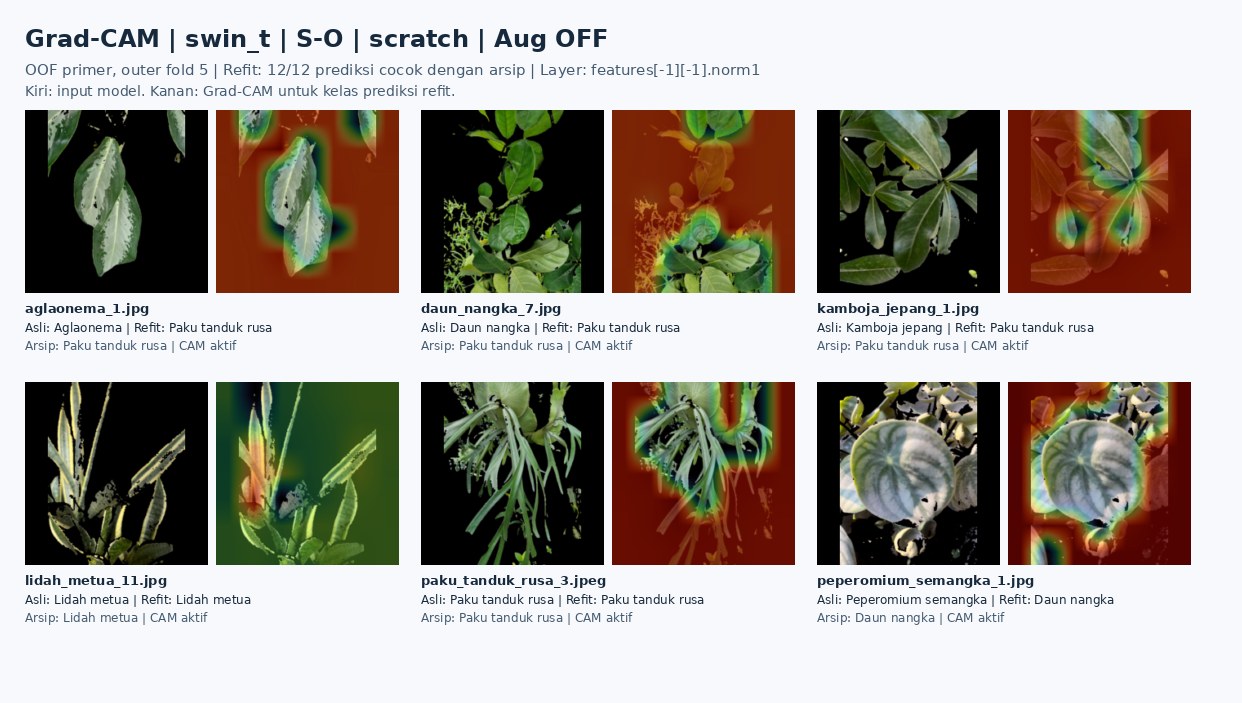 Grad-CAM | swin_t | S-O | scratch | Aug OFF
OOF primer, outer fold 5 | Refit: 12/12 prediksi cocok dengan arsip | Layer: features[-1][-1].norm1
Kiri: input model. Kanan: Grad-CAM untuk kelas prediksi refit.
aglaonema_1.jpg
Asli: Aglaonema | Refit: Paku tanduk rusa
Arsip: Paku tanduk rusa | CAM aktif
daun_nangka_7.jpg
Asli: Daun nangka | Refit: Paku tanduk rusa
Arsip: Paku tanduk rusa | CAM aktif
kamboja_jepang_1.jpg
Asli: Kamboja jepang | Refit: Paku tanduk rusa
Arsip: Paku tanduk rusa | CAM aktif
lidah_metua_11.jpg
Asli: Lidah metua | Refit: Lidah metua
Arsip: Lidah metua | CAM aktif
paku_tanduk_rusa_3.jpeg
Asli: Paku tanduk rusa | Refit: Paku tanduk rusa
Arsip: Paku tanduk rusa | CAM aktif
peperomium_semangka_1.jpg
Asli: Peperomium semangka | Refit: Daun nangka
Arsip: Daun nangka | CAM aktif